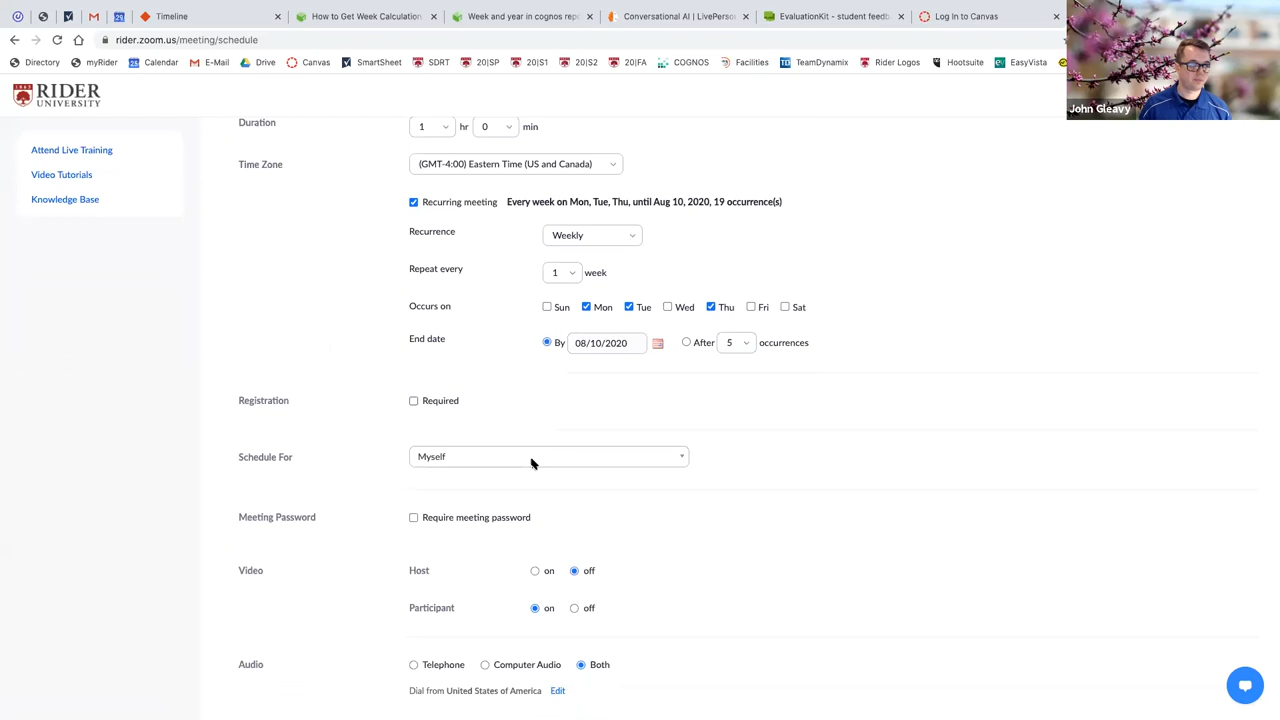 Timeline
How to Get Week Calculation
Week and year in cognos repo
Conversational AI | LivePerson
EvaluationKit - student feedb
Log In to Canvas
rider.zoom.us/meeting/schedule
Directory myRider Calendar E-Mail Drive Canvas SmartSheet SDRT 20|SP 20|S1 20|S2 20|FA COGNOS Facilities TeamDynamix Rider Logos Hootsuite EasyVista
John Gleavy
RIDER
UNIVERSITY
Attend Live Training
Video Tutorials
Knowledge Base
Duration 1 hr 0 min
Time Zone (GMT-4:00) Eastern Time (US and Canada)
Recurring meeting Every week on Mon, Tue, Thu, until Aug 10, 2020, 19 occurrence(s)
Recurrence Weekly
Repeat every 1 week
Occurs on Sun Mon Tue Wed Thu Fri Sat
End date By 08/10/2020 After 5 occurrences
Registration Required
Schedule For Myself
Meeting Password Require meeting password
Video Host on off
Participant on off
Audio Telephone Computer Audio Both
Dial from United States of America Edit